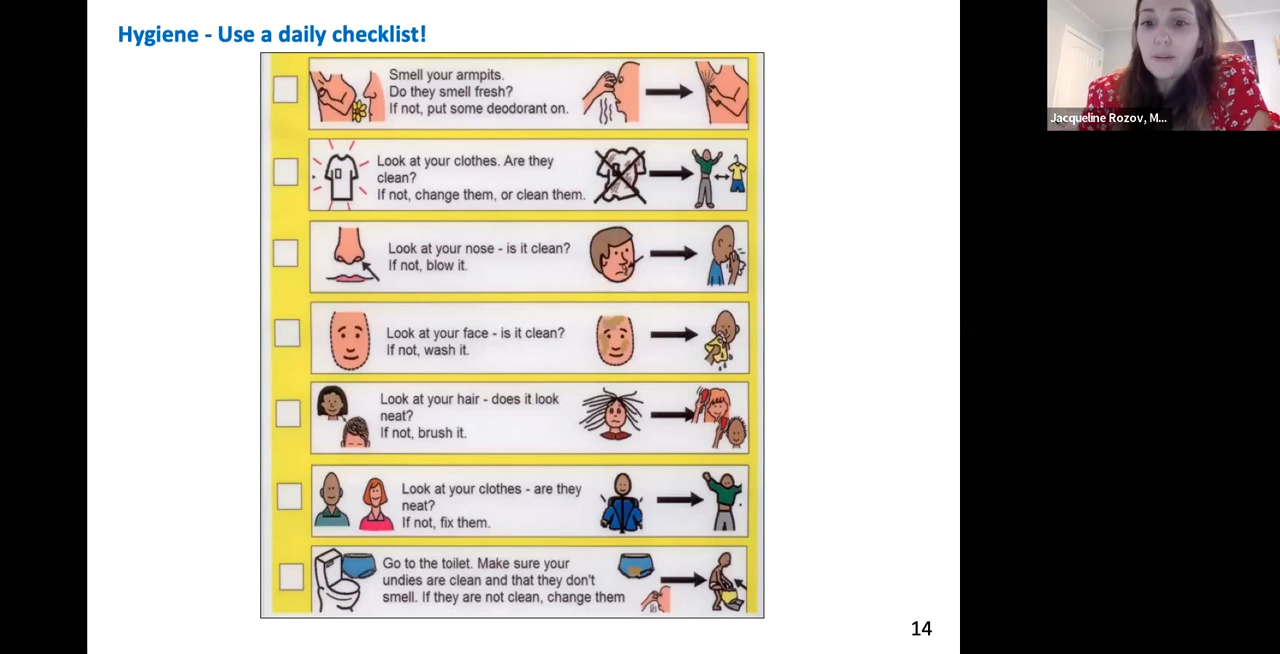 Hygiene - Use a daily checklist!
Smell your armpits.
Do they smell fresh?
If not, put some deodorant on.
Look at your clothes. Are they
clean?
If not, change them, or clean them.
Look at your nose - is it clean?
If not, blow it.
Look at your face - is it clean?
If not, wash it.
Look at your hair - does it look
neat?
If not, brush it.
Look at your clothes - are they
neat?
If not, fix them.
Go to the toilet. Make sure your
undies are clean and that they don't
smell. If they are not clean, change them
14
Jacqueline Rozov, M...